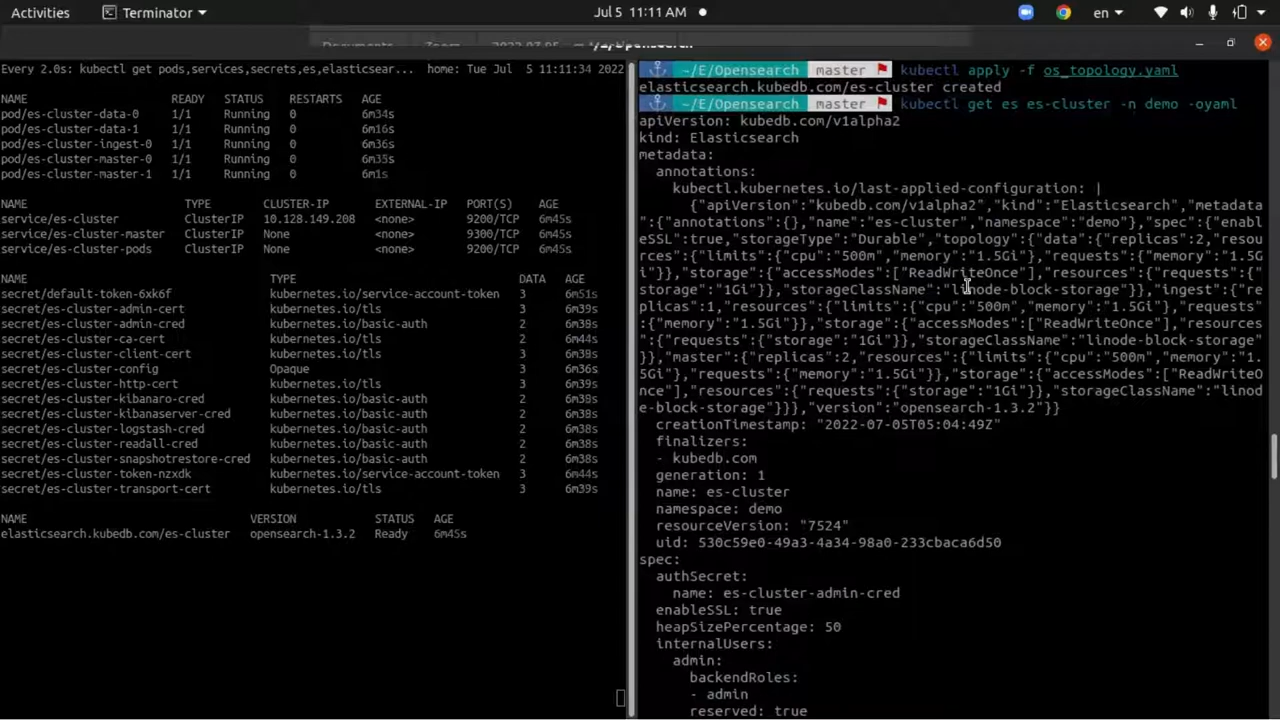 Activities
Terminator
Jul 5 11:11 AM
en
Every 2.0s: kubectl get pods,services,secrets,es,elasticsear... home: Tue Jul 5 11:11:34 2022
NAME READY STATUS RESTARTS AGE
pod/es-cluster-data-0 1/1 Running 0 6m34s
pod/es-cluster-data-1 1/1 Running 0 6m16s
pod/es-cluster-ingest-0 1/1 Running 0 6m36s
pod/es-cluster-master-0 1/1 Running 0 6m35s
pod/es-cluster-master-1 1/1 Running 0 6m1s
NAME TYPE CLUSTER-IP EXTERNAL-IP PORT(S) AGE
service/es-cluster ClusterIP 10.128.149.208 <none> 9200/TCP 6m45s
service/es-cluster-master ClusterIP None <none> 9300/TCP 6m45s
service/es-cluster-pods ClusterIP None <none> 9200/TCP 6m45s
NAME TYPE DATA AGE
secret/default-token-6xk6f kubernetes.io/service-account-token 3 6m51s
secret/es-cluster-admin-cert kubernetes.io/tls 3 6m39s
secret/es-cluster-admin-cred kubernetes.io/basic-auth 2 6m39s
secret/es-cluster-ca-cert kubernetes.io/tls 2 6m44s
secret/es-cluster-client-cert kubernetes.io/tls 3 6m38s
secret/es-cluster-config Opaque 3 6m36s
secret/es-cluster-http-cert kubernetes.io/tls 3 6m39s
secret/es-cluster-kibanaro-cred kubernetes.io/basic-auth 2 6m38s
secret/es-cluster-kibanaserver-cred kubernetes.io/basic-auth 2 6m38s
secret/es-cluster-logstash-cred kubernetes.io/basic-auth 2 6m38s
secret/es-cluster-readall-cred kubernetes.io/basic-auth 2 6m38s
secret/es-cluster-snapshotrestore-cred kubernetes.io/basic-auth 2 6m38s
secret/es-cluster-token-nzxdk kubernetes.io/service-account-token 3 6m44s
secret/es-cluster-transport-cert kubernetes.io/tls 3 6m39s
NAME VERSION STATUS AGE
elasticsearch.kubedb.com/es-cluster opensearch-1.3.2 Ready 6m45s
~/E/Opensearch master kubectl apply -f os_topology.yaml
elasticsearch.kubedb.com/es-cluster created
~/E/Opensearch master kubectl get es es-cluster -n demo -oyaml
apiVersion: kubedb.com/v1alpha2
kind: Elasticsearch
metadata:
annotations:
kubectl.kubernetes.io/last-applied-configuration: |
{"apiVersion":"kubedb.com/v1alpha2","kind":"Elasticsearch","metadata
":{"annotations":{},"name":"es-cluster","namespace":"demo"},"spec":{"enabl
eSSL":true,"storageType":"Durable","topology":{"data":{"replicas":2,"resou
rces":{"limits":{"cpu":"500m","memory":"1.5Gi"},"requests":{"memory":"1.5G
i"}},"storage":{"accessModes":["ReadWriteOnce"],"resources":{"requests":{"
storage":"1Gi"}},"storageClassName":"linode-block-storage"}},"ingest":{"re
plicas":1,"resources":{"limits":{"cpu":"500m","memory":"1.5Gi"},"requests"
:{"memory":"1.5Gi"}},"storage":{"accessModes":["ReadWriteOnce"],"resources
":{"requests":{"storage":"1Gi"}},"storageClassName":"linode-block-storage"
}},"master":{"replicas":2,"resources":{"limits":{"cpu":"500m","memory":"1.
5Gi"},"requests":{"memory":"1.5Gi"}},"storage":{"accessModes":["ReadWriteO
nce"],"resources":{"requests":{"storage":"1Gi"}},"storageClassName":"linod
e-block-storage"}}},"version":"opensearch-1.3.2"}}
creationTimestamp: "2022-07-05T05:04:49Z"
finalizers:
- kubedb.com
generation: 1
name: es-cluster
namespace: demo
resourceVersion: "7524"
uid: 530c59e0-49a3-4a34-98a0-233cbaca6d50
spec:
authSecret:
name: es-cluster-admin-cred
enableSSL: true
heapSizePercentage: 50
internalUsers:
admin:
backendRoles:
- admin
reserved: true